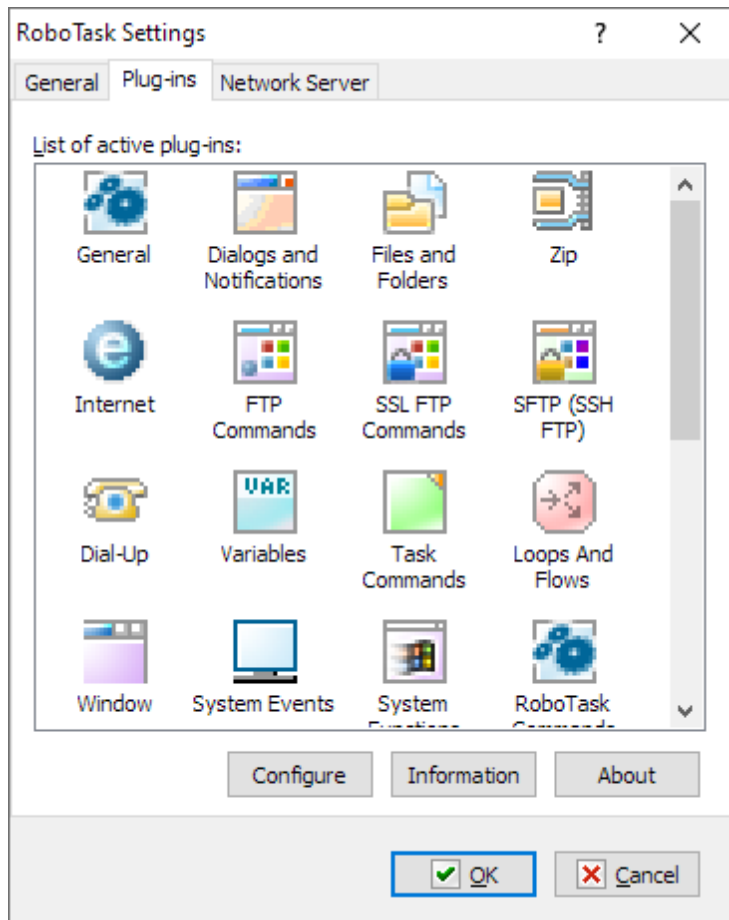 RoboTask Settings
General Plug-ins Network Server
List of active plug-ins:
General Dialogs and Notifications Files and Folders Zip
Internet FTP Commands SSL FTP Commands SFTP (SSH FTP)
Dial-Up Variables Task Commands Loops And Flows
VAR
Window System Events System Functions RoboTask Commands
Configure Information About
OK Cancel